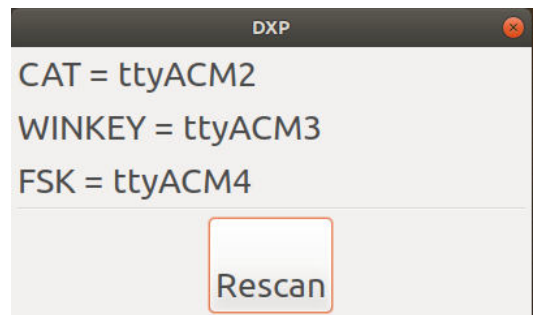 DXP
CAT = ttyACM2
WINKEY = ttyACM3
FSK = ttyACM4
Rescan